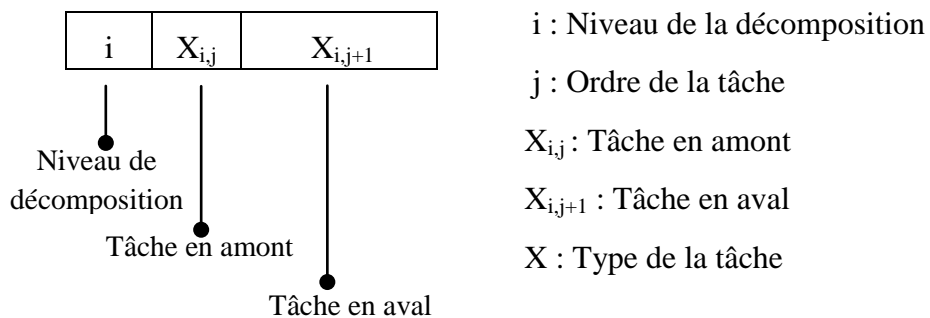 i X_{i,j} X_{i,j+1}
Niveau de
décomposition
Tâche en amont
Tâche en aval
i : Niveau de la décomposition
j : Ordre de la tâche
X_{i,j} : Tâche en amont
X_{i,j+1} : Tâche en aval
X : Type de la tâche